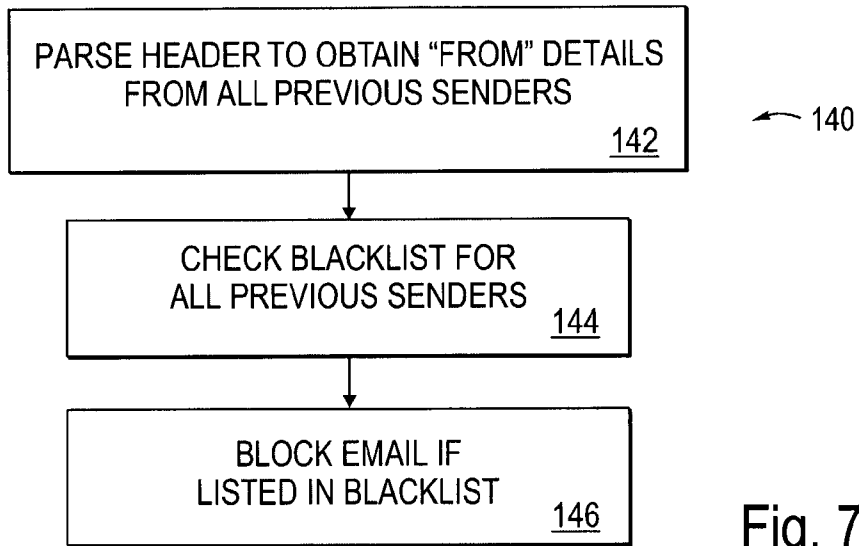 PARSE HEADER TO OBTAIN “FROM” DETAILS
FROM ALL PREVIOUS SENDERS
142
140
CHECK BLACKLIST FOR
ALL PREVIOUS SENDERS
144
BLOCK EMAIL IF
LISTED IN BLACKLIST
146
Fig. 7